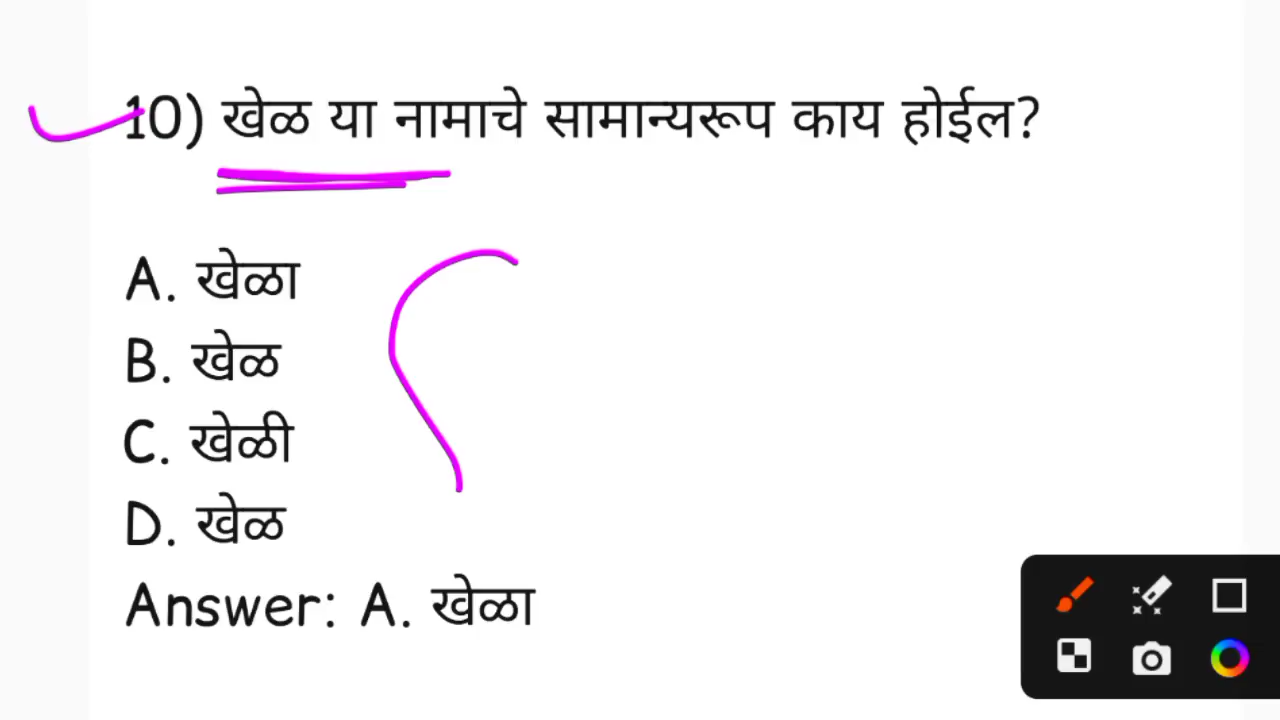 10) खेळ या नामाचे सामान्यरूप काय होईल?
A. खेळा
B. खेळ
C. खेळी
D. खेळ
Answer: A. खेळा